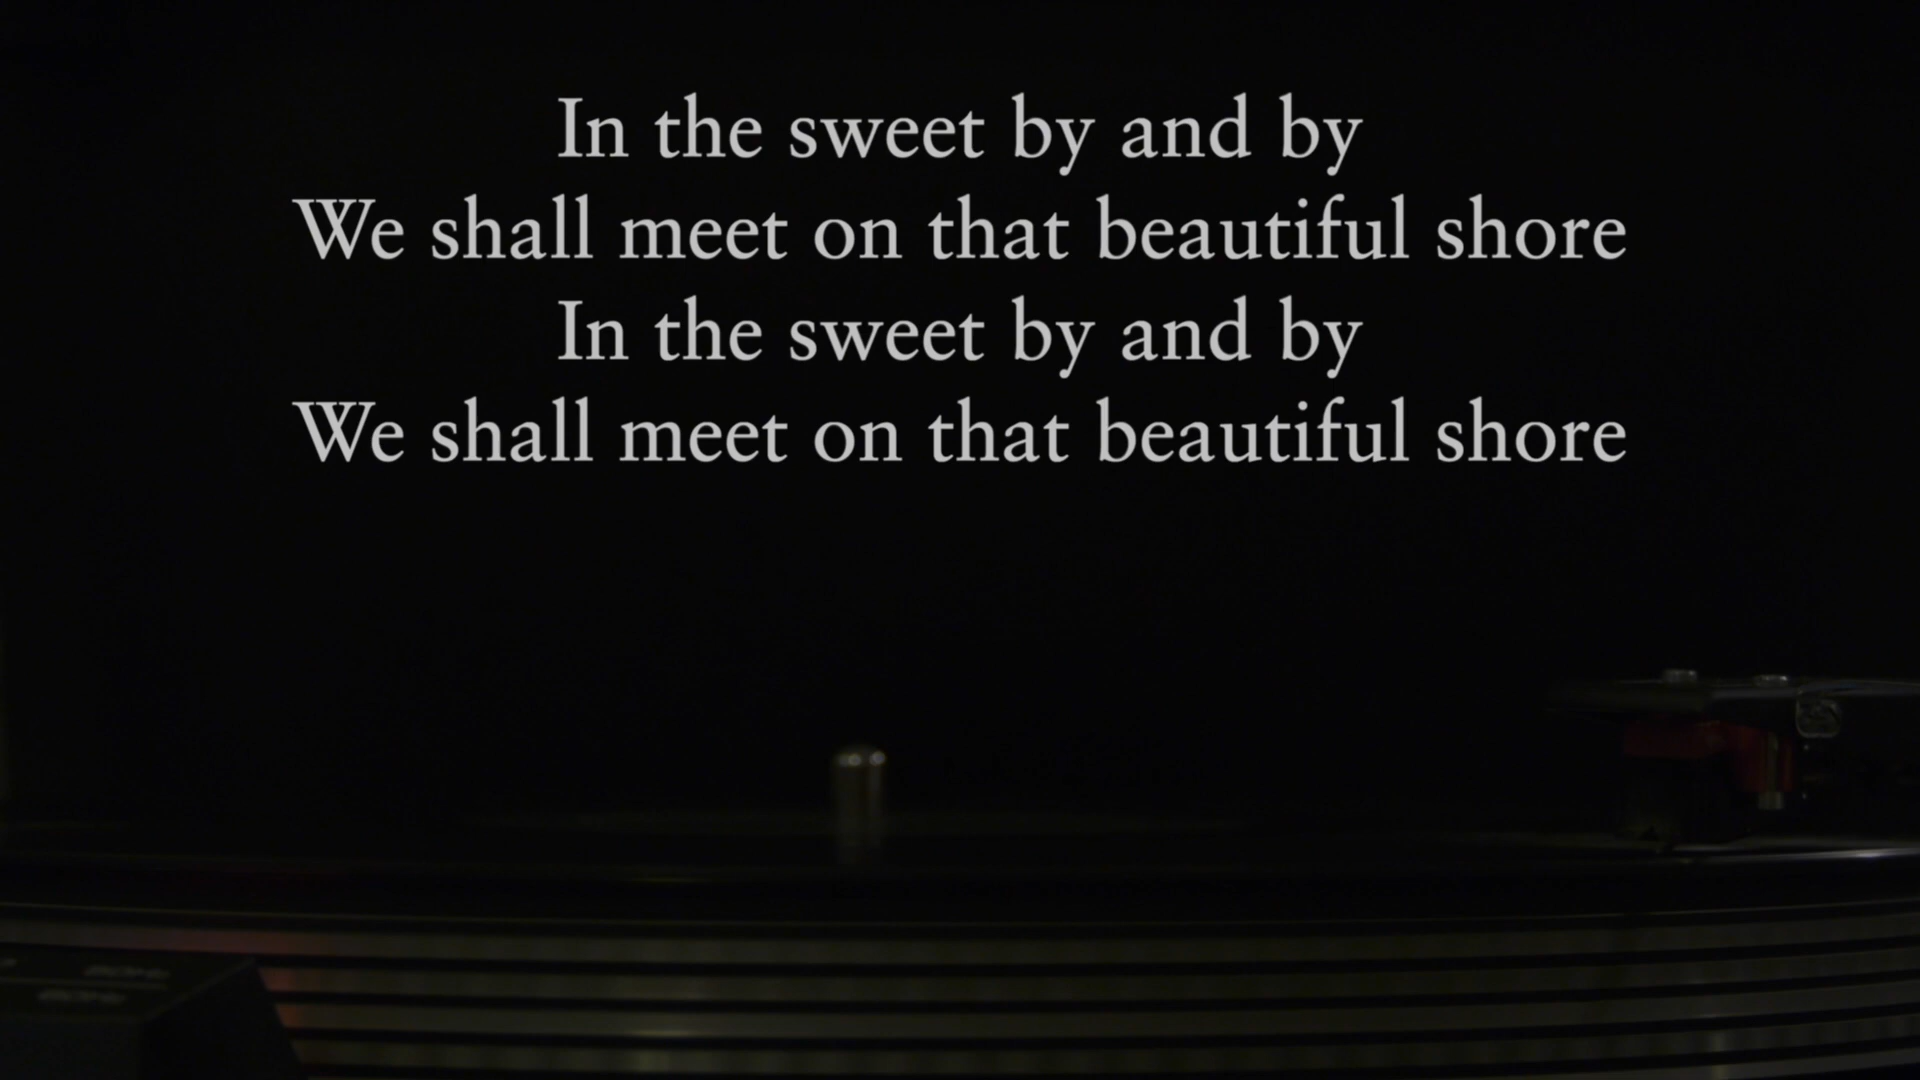 In the sweet by and by
We shall meet on that beautiful shore
In the sweet by and by
We shall meet on that beautiful shore